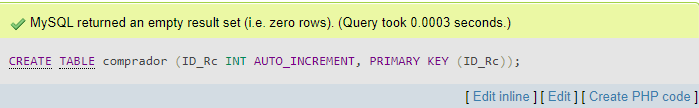 MySQL returned an empty result set (i.e. zero rows). (Query took 0.0003 seconds.)
CREATE TABLE comprador (ID_Rc INT AUTO_INCREMENT, PRIMARY KEY (ID_Rc));
[ Edit inline ] [ Edit ] [ Create PHP code ]